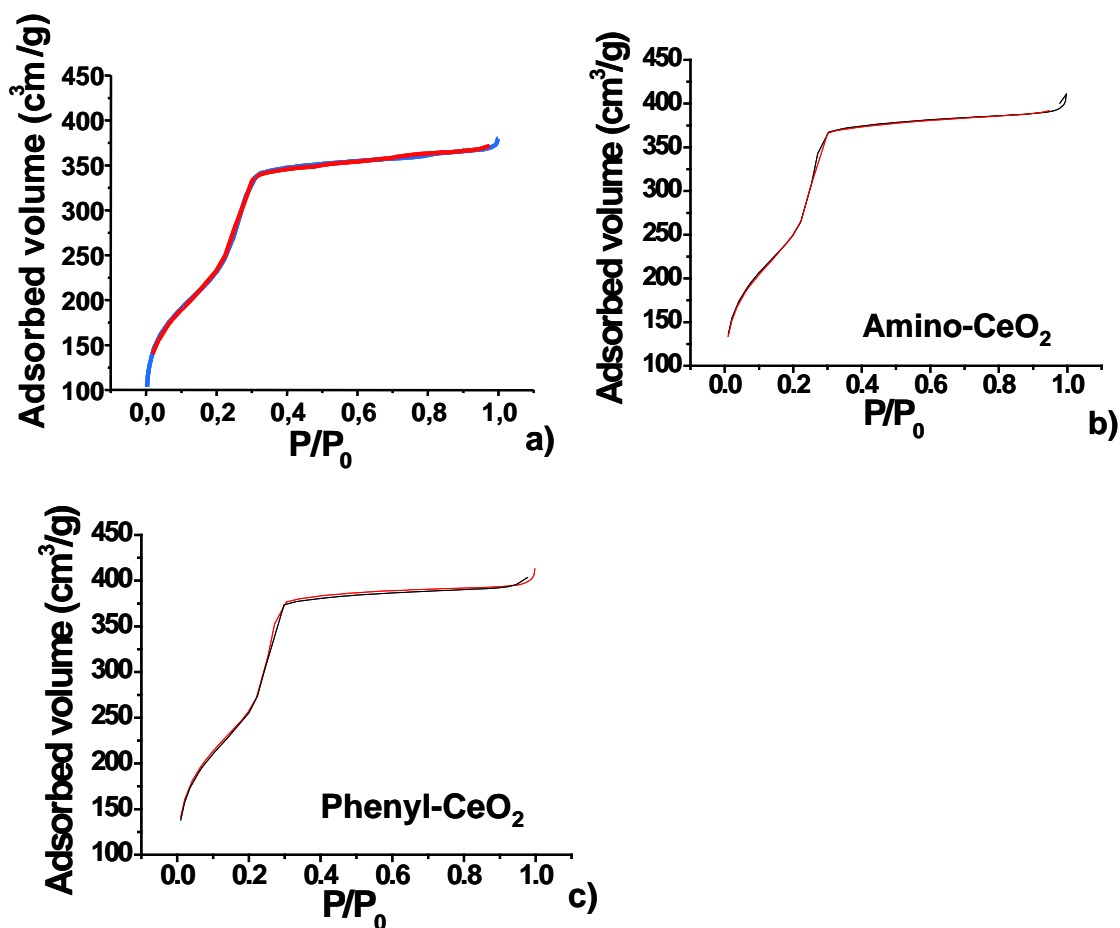 Adsorbed volume (c³m/g)
450
400
350
300
250
200
150
100
0,0 0,2 0,4 0,6 0,8 1,0
P/P₀
a)
Adsorbed volume (cm³/g)
450
400
350
300
250
200
150
100
Amino-CeO₂
0.0 0.2 0.4 0.6 0.8 1.0
P/P₀
b)
Adsorbed volume (cm³/g)
450
400
350
300
250
200
150
100
Phenyl-CeO₂
0.0 0.2 0.4 0.6 0.8 1.0
P/P₀
c)